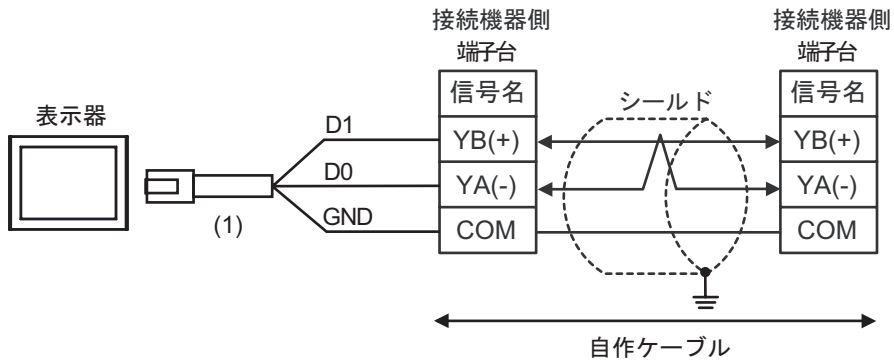 接続機器側
端子台
接続機器側
端子台
信号名
シールド
信号名
表示器
D1
YB(+)
YB(+)
D0
YA(-)
YA(-)
(1)
GND
COM
COM
自作ケーブル